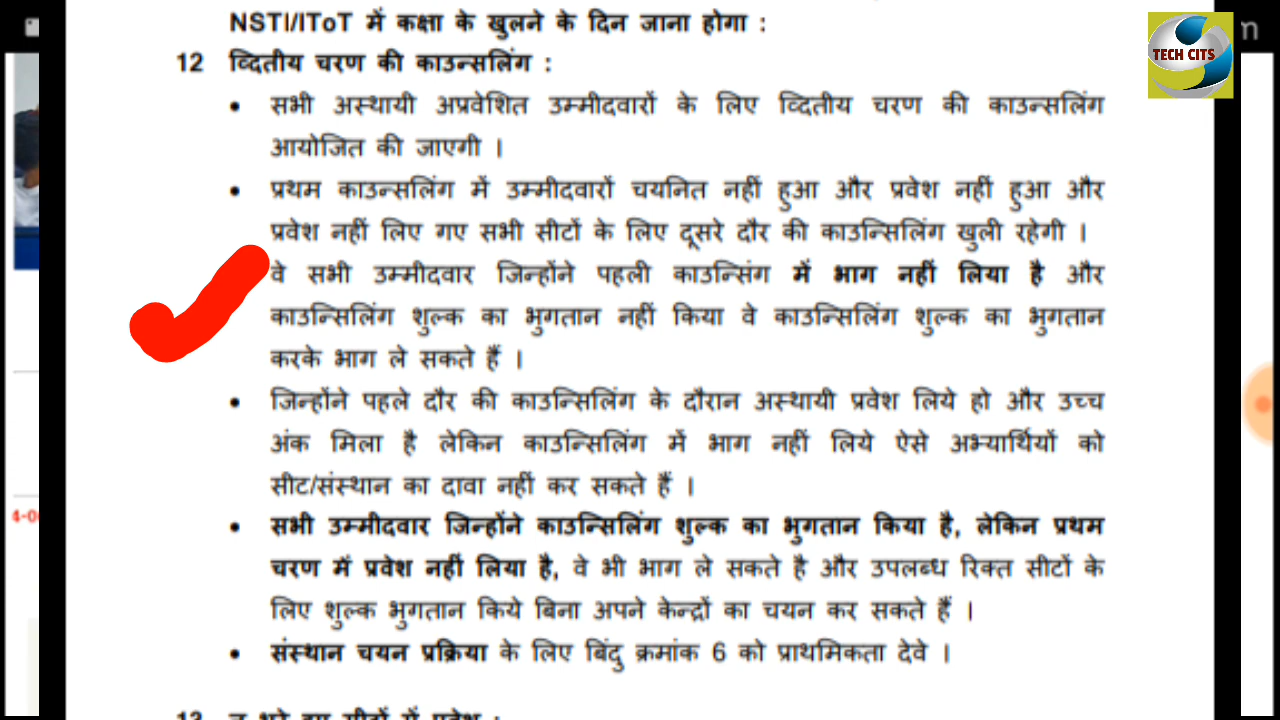 NSTI/IToT में कक्षा के खुलने के दिन जाना होगा :
TECH CITS
12 व्दितीय चरण की काउन्सलिंग :
• सभी अस्थायी अप्रवेशित उम्मीदवारों के लिए व्दितीय चरण की काउन्सलिंग
आयोजित की जाएगी ।
• प्रथम काउन्सलिंग में उम्मीदवारों चयनित नहीं हुआ और प्रवेश नहीं हुआ और
प्रवेश नहीं लिए गए सभी सीटों के लिए दूसरे दौर की काउन्सिलिंग खुली रहेगी ।
वे सभी उम्मीदवार जिन्होंने पहली काउन्सिंग में भाग नहीं लिया है और
काउन्सिलिंग शुल्क का भुगतान नहीं किया वे काउन्सिलिंग शुल्क का भुगतान
करके भाग ले सकते हैं ।
• जिन्होंने पहले दौर की काउन्सिलिंग के दौरान अस्थायी प्रवेश लिये हो और उच्च
अंक मिला है लेकिन काउन्सिलिंग में भाग नहीं लिये ऐसे अभ्यार्थियों को
सीट/संस्थान का दावा नहीं कर सकते हैं ।
• सभी उम्मीदवार जिन्होंने काउन्सिलिंग शुल्क का भुगतान किया है, लेकिन प्रथम
चरण में प्रवेश नहीं लिया है, वे भी भाग ले सकते है और उपलब्ध रिक्त सीटों के
लिए शुल्क भुगतान किये बिना अपने केन्द्रों का चयन कर सकते हैं ।
• संस्थान चयन प्रक्रिया के लिए बिंदु क्रमांक 6 को प्राथमिकता देवे ।